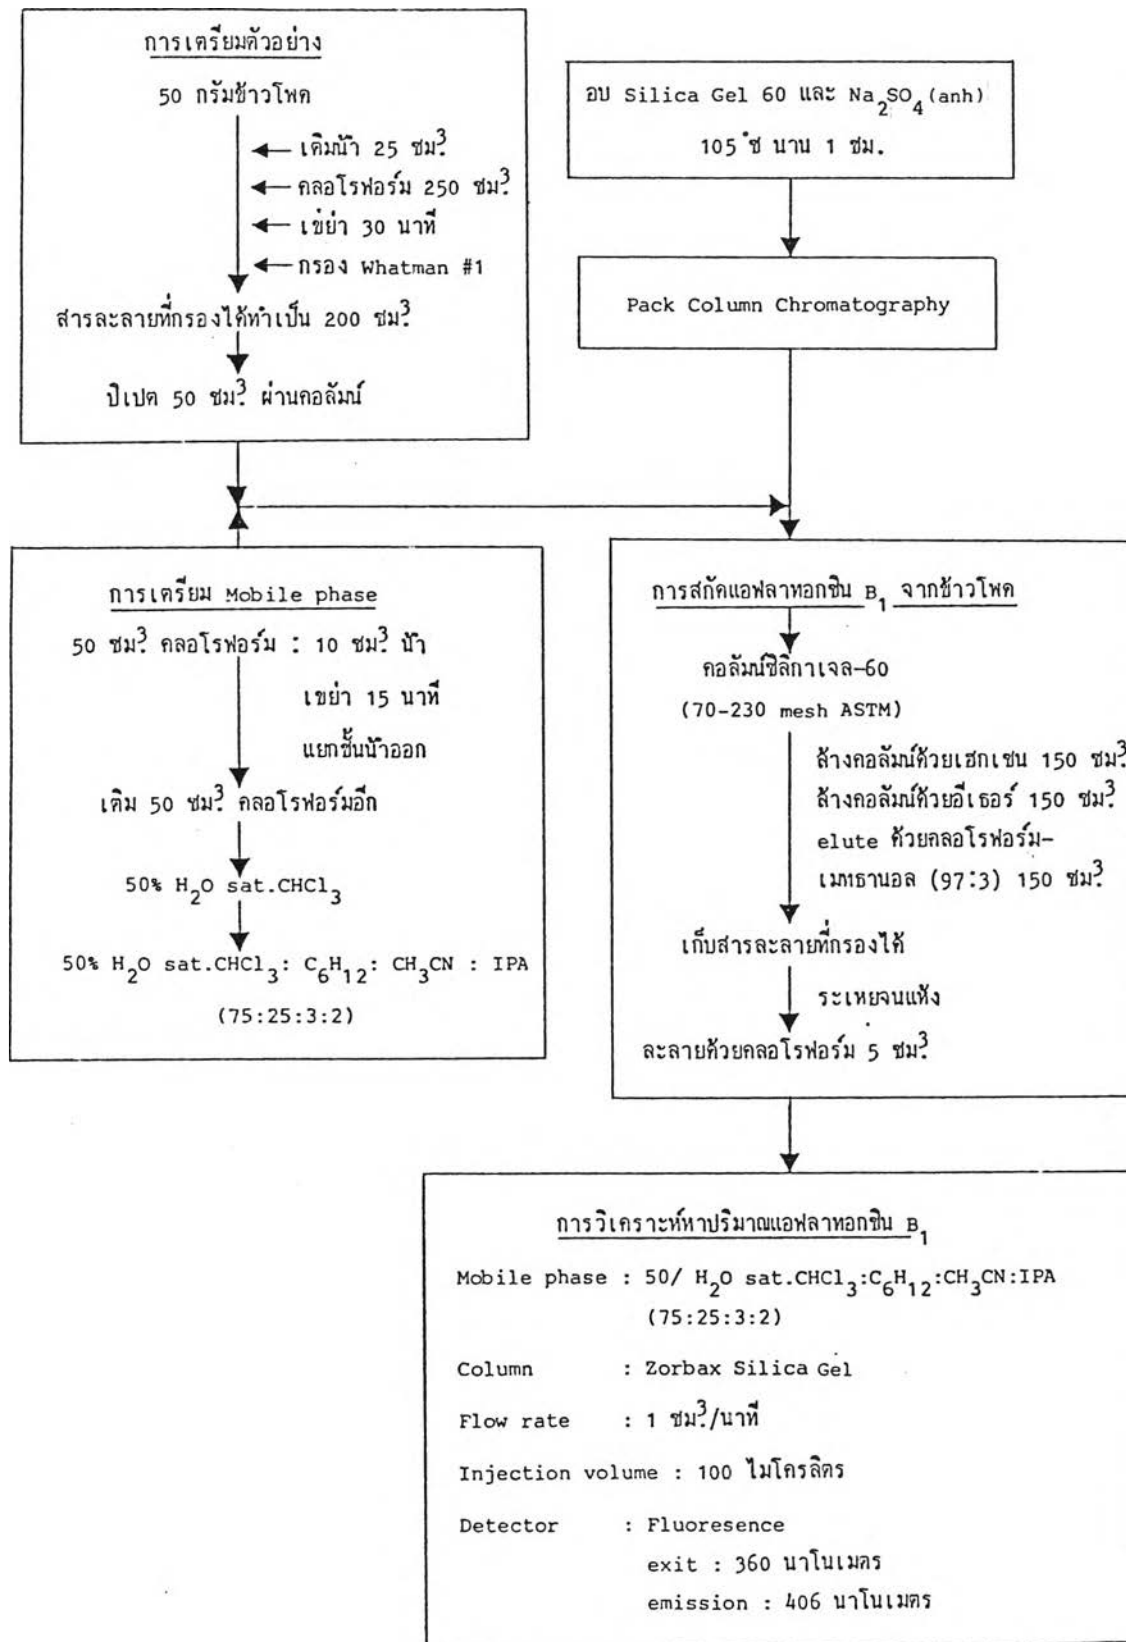 การเตรียมตัวอย่าง
50 กรัมข้าวโพด
เติมน้ำ 25 ซม.³
คลอโรฟอร์ม 250 ซม.³
เขย่า 30 นาที
กรอง Whatman #1
สารละลายที่กรองได้ทำเป็น 200 ซม.³
ปิเปต 50 ซม.³ ผ่านคอลัมน์
อบ Silica Gel 60 และ Na₂SO₄(anh)
105 °ซ นาน 1 ชม.
Pack Column Chromatography
การเตรียม Mobile phase
50 ซม.³ คลอโรฟอร์ม : 10 ซม.³ น้ำ
เขย่า 15 นาที
แยกชั้นน้ำออก
เติม 50 ซม.³ คลอโรฟอร์มอีก
50% H₂O sat.CHCl₃
50% H₂O sat.CHCl₃: C₆H₁₂: CH₃CN : IPA
(75:25:3:2)
การสกัดแอฟลาทอกซิน B₁ จากข้าวโพด
คอลัมน์ซิลิกาเจล-60
(70-230 mesh ASTM)
ล้างคอลัมน์ด้วยเฮกเซน 150 ซม.³
ล้างคอลัมน์ด้วยอีเธอร์ 150 ซม.³
elute ด้วยคลอโรฟอร์ม-
เมทธานอล (97:3) 150 ซม.³
เก็บสารละลายที่กรองได้
ระเหยจนแห้ง
ละลายด้วยคลอโรฟอร์ม 5 ซม.³
การวิเคราะห์หาปริมาณแอฟลาทอกซิน B₁
Mobile phase : 50/ H₂O sat.CHCl₃:C₆H₁₂:CH₃CN:IPA
(75:25:3:2)
Column : Zorbax Silica Gel
Flow rate : 1 ซม.³/นาที
Injection volume : 100 ไมโครลิตร
Detector : Fluoresence
exit : 360 นาโนเมตร
emission : 406 นาโนเมตร